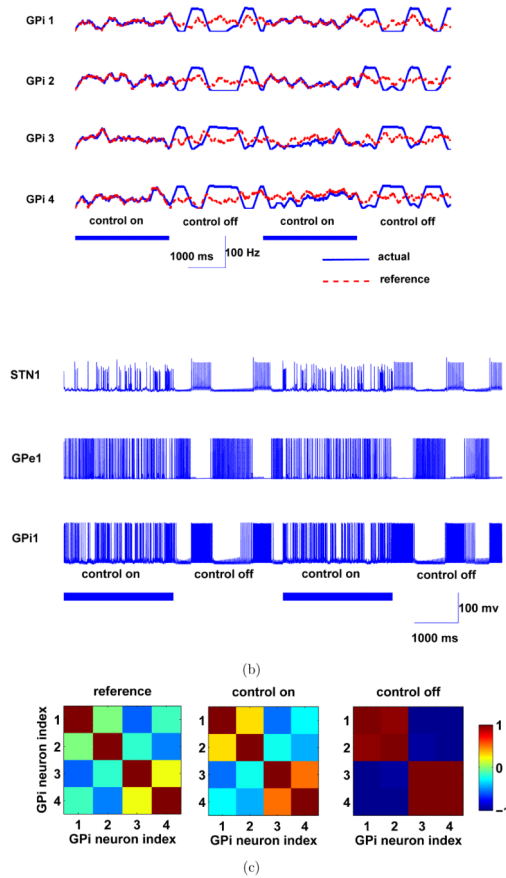 GPi 1
GPi 2
GPi 3
GPi 4
control on control off control on control off
1000 ms
100 Hz
actual
reference
STN1
GPe1
GPi1
control on control off control on control off
100 mv
1000 ms
(b)
reference control on control off
GPi neuron index
1
2
3
4
1 2 3 4
GPi neuron index
GPi neuron index
1
2
3
4
1 2 3 4
GPi neuron index
1
2
3
4
1 2 3 4
GPi neuron index
1
0
(c)